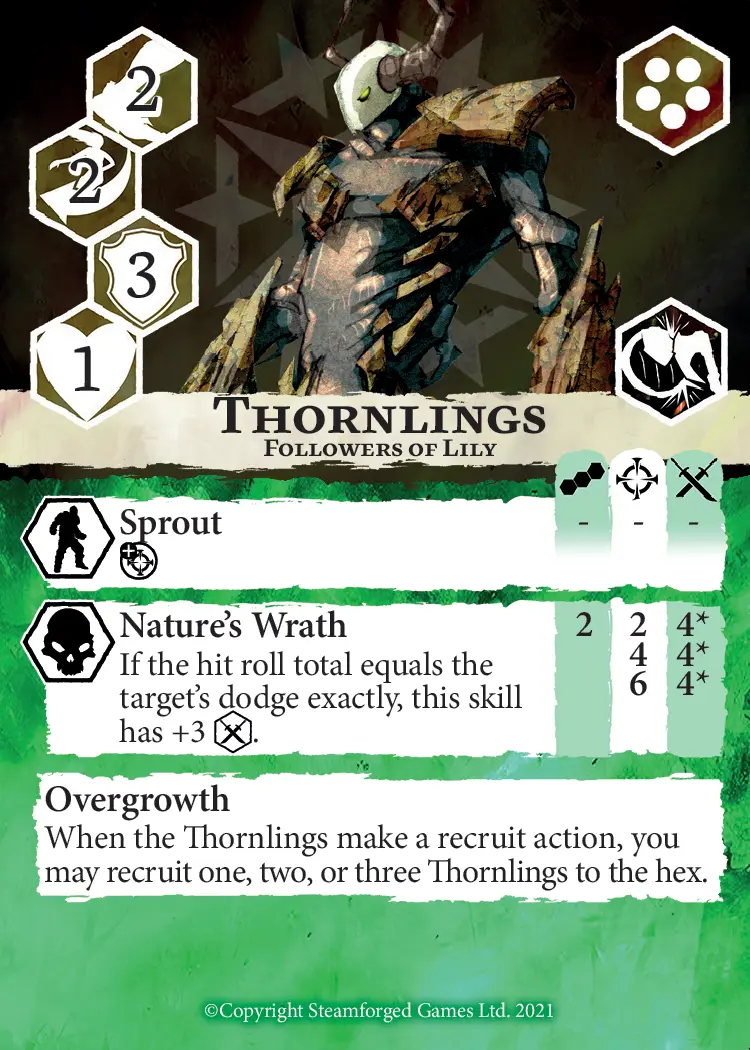 2
2
3
1
THORNLINGS
FOLLOWERS OF LILY
Sprout
- - -
Nature's Wrath 2 2 4*
If the hit roll total equals the 4 4*
target's dodge exactly, this skill 6 4*
has +3 .
Overgrowth
When the Thornlings make a recruit action, you
may recruit one, two, or three Thornlings to the hex.
©Copyright Steamforged Games Ltd. 2021